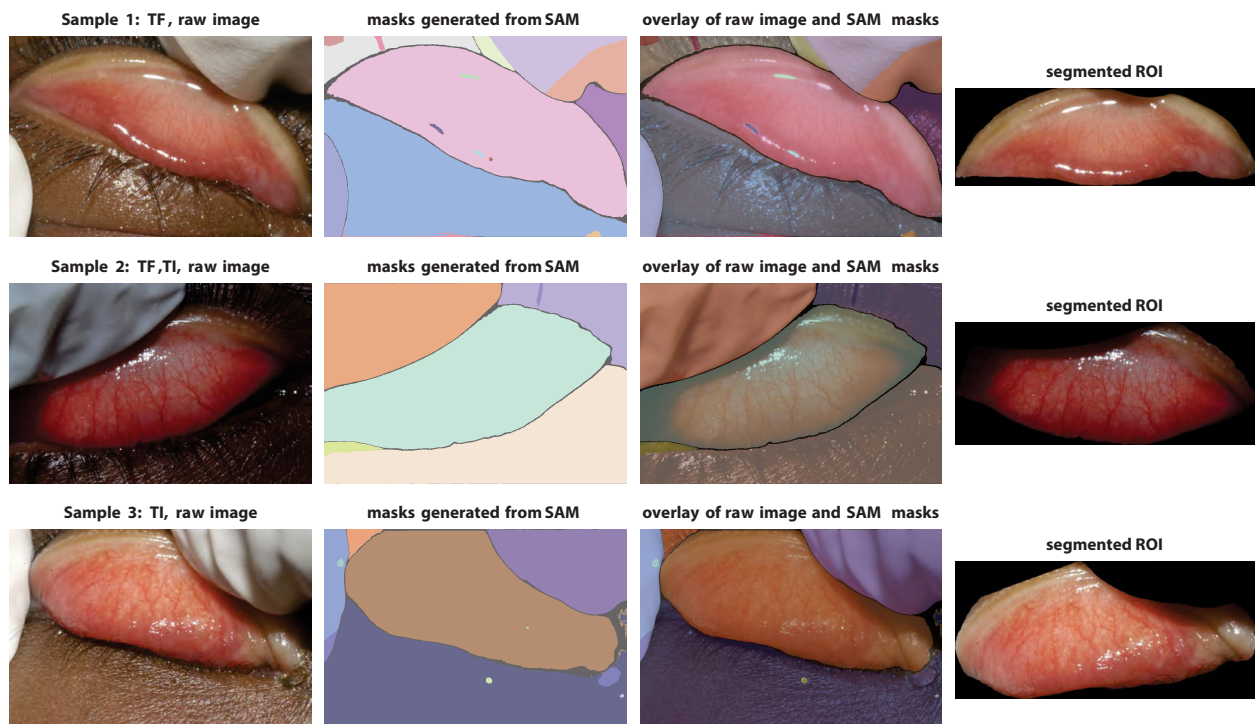 Sample 1: TF, raw image
masks generated from SAM
overlay of raw image and SAM masks
segmented ROI
Sample 2: TF,TI, raw image
masks generated from SAM
overlay of raw image and SAM masks
segmented ROI
Sample 3: TI, raw image
masks generated from SAM
overlay of raw image and SAM masks
segmented ROI